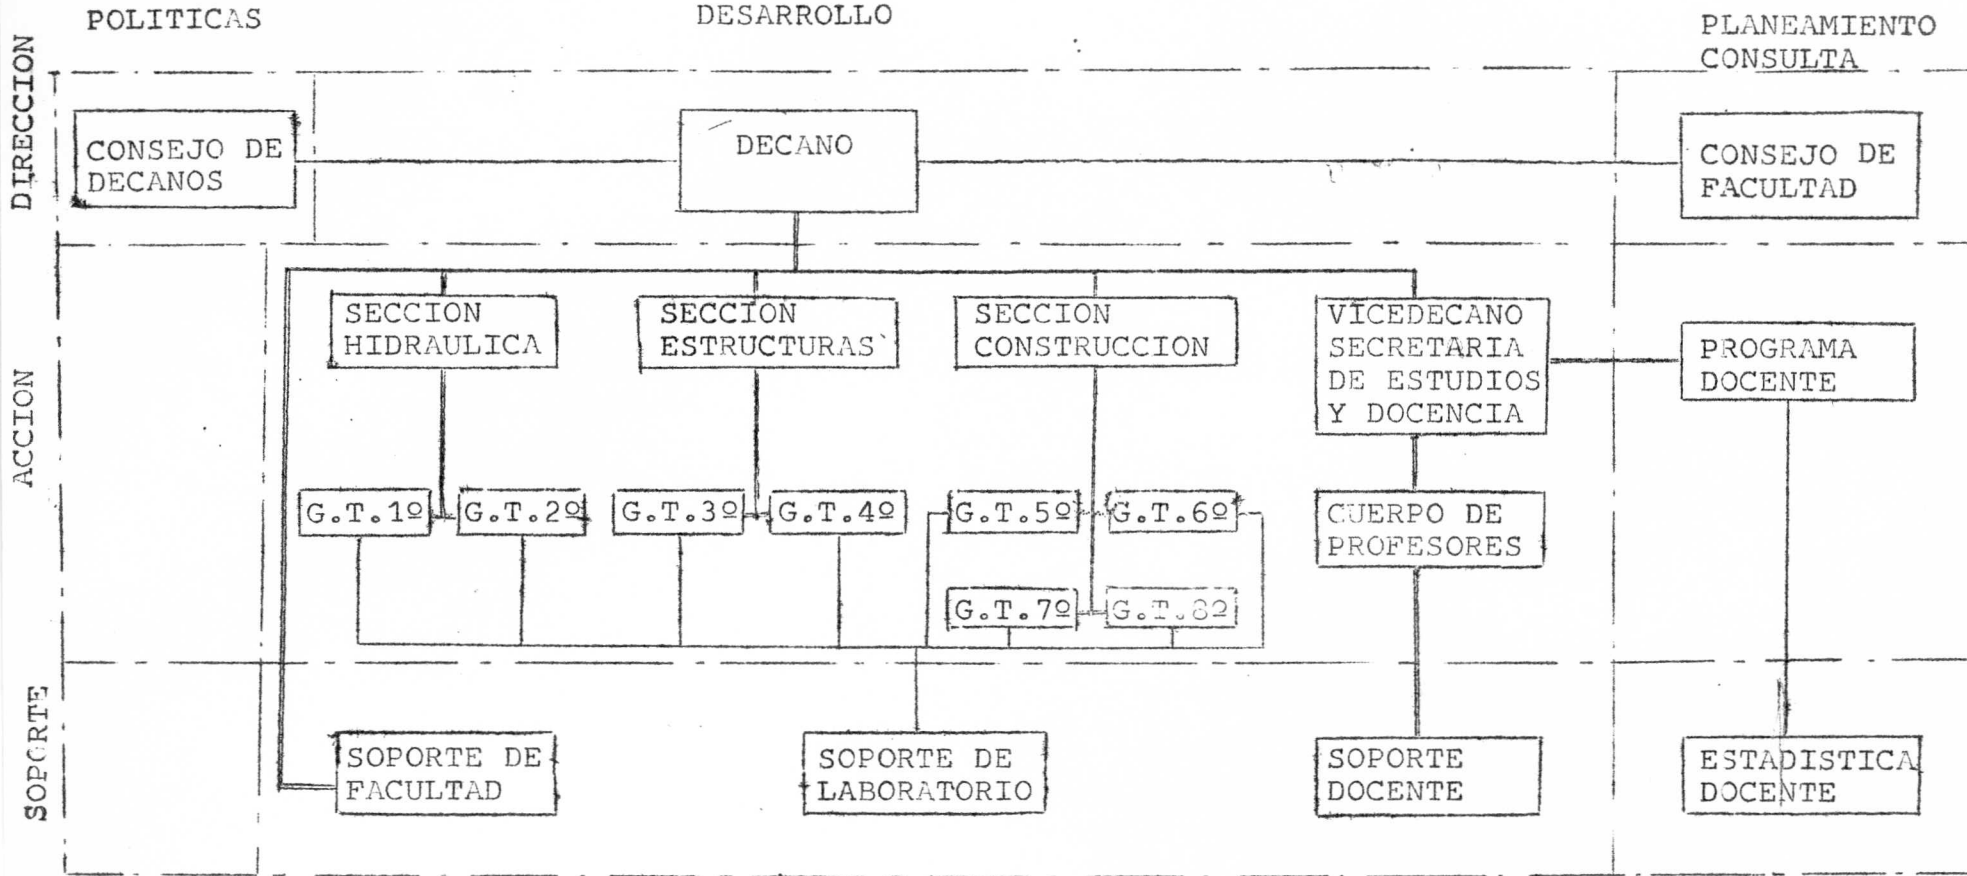 POLITICAS
DESARROLLO
PLANEAMIENTO
CONSULTA
DIRECCION
CONSEJO DE
DECANOS
DECANO
CONSEJO DE
FACULTAD
ACCION
SECCION
HIDRAULICA
SECCION
ESTRUCTURAS
SECCION
CONSTRUCCION
VICEDECANO
SECRETARIA
DE ESTUDIOS
Y DOCENCIA
PROGRAMA
DOCENTE
G.T.1º
G.T.2º
G.T.3º
G.T.4º
G.T.5º
G.T.6º
CUERPO DE
PROFESORES
G.T.7º
G.T.8º
SOPORTE
SOPORTE DE
FACULTAD
SOPORTE DE
LABORATORIO
SOPORTE
DOCENTE
ESTADISTICA
DOCENTE